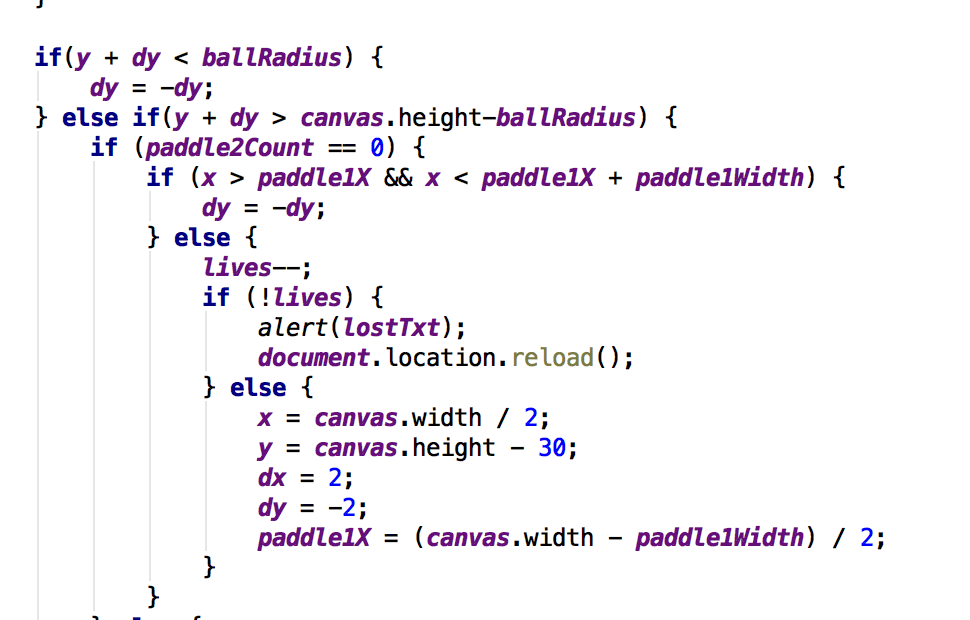 }
if(y + dy < ballRadius) {
    dy = -dy;
} else if(y + dy > canvas.height-ballRadius) {
    if (paddle2Count == 0) {
        if (x > paddle1X && x < paddle1X + paddle1Width) {
            dy = -dy;
        } else {
            lives--;
            if (!lives) {
                alert(lostTxt);
                document.location.reload();
            } else {
                x = canvas.width / 2;
                y = canvas.height - 30;
                dx = 2;
                dy = -2;
                paddle1X = (canvas.width - paddle1Width) / 2;
            }
        }